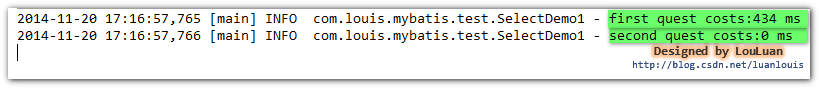 2014-11-20 17:16:57,765 [main] INFO  com.louis.mybatis.test.SelectDemo1 - first quest costs:434 ms
2014-11-20 17:16:57,766 [main] INFO  com.louis.mybatis.test.SelectDemo1 - second quest costs:0 ms
Designed by LouLuan
http://blog.csdn.net/luanlouis